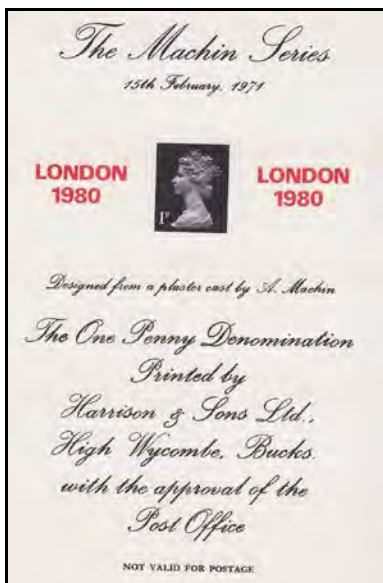 The Machin Series
15th February, 1971
LONDON
1980
LONDON
1980
1P
Designed from a plaster cast by A. Machin
The One Penny Denomination
Printed by
Harrison & Sons Ltd.,
High Wycombe, Bucks.
with the approval of the
Post Office
NOT VALID FOR POSTAGE